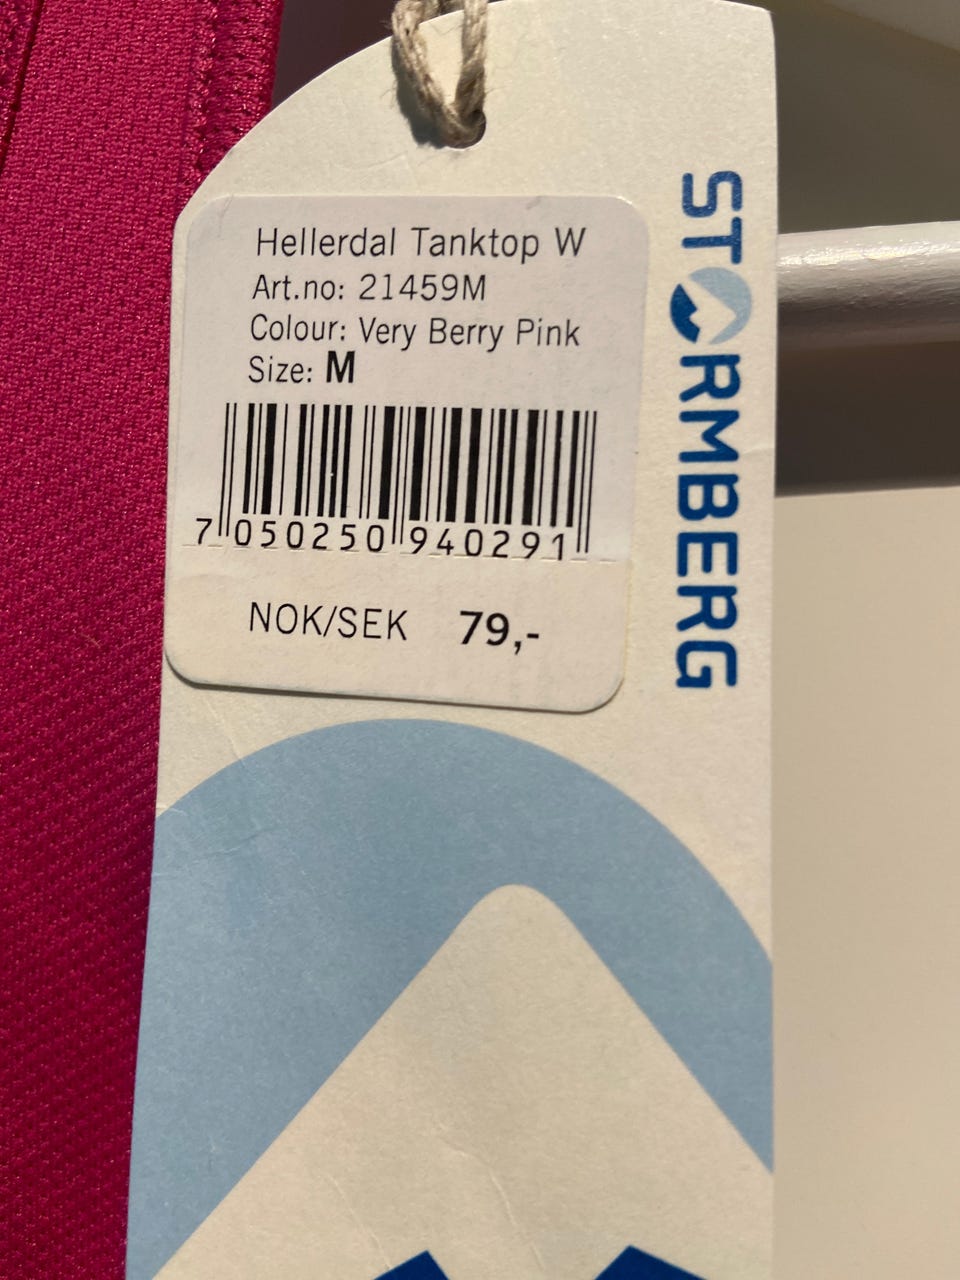 Hellerdal Tanktop W
Art.no: 21459M
Colour: Very Berry Pink
Size: M
7 050250 940291
NOK/SEK 79,-
STORMBERG